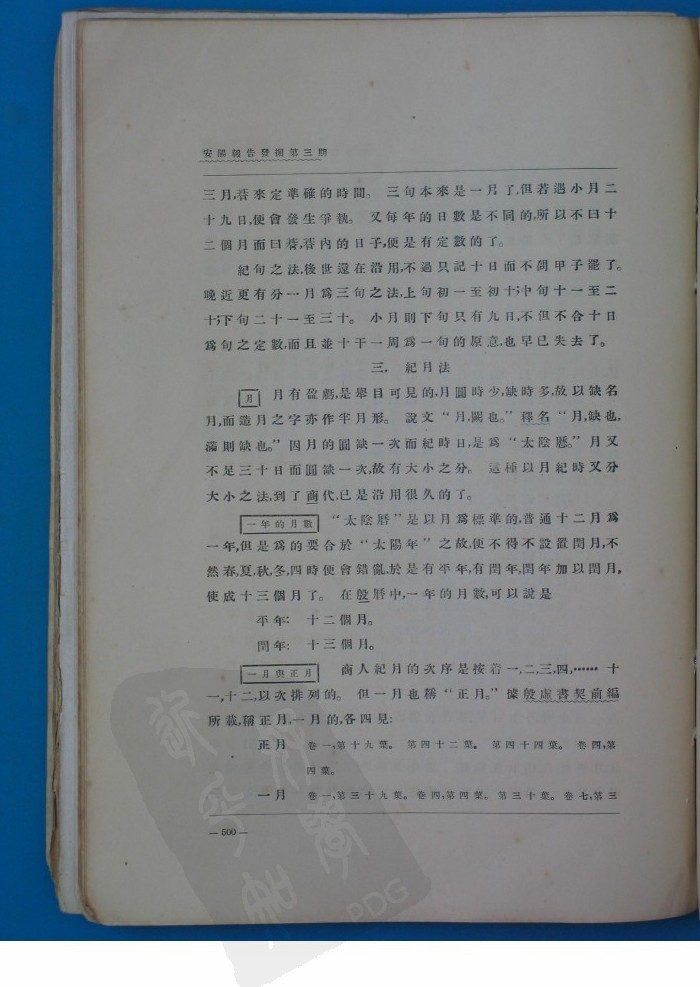 安陽報告發掘第三期
三月,朞來定準確的時間。 三旬本來是一月了,但若遇小月二
十九日,便會發生爭執。 又每年的日數是不同的,所以不曰十
二個月而曰朞,朞內的日子,便是有定數的了。
紀旬之法,後世還在沿用,不過只記十日而不簡甲子罷了。
晚近更有分一月爲三旬之法,上旬初一至初十;中旬十一至二
十;下旬二十一至三十。 小月則下旬只有九日,不但不合十日
爲旬之定數,而且並十干一周爲一旬的原意,也早已失去了。
三, 紀月法
月 月有盈虧,是舉目可見的,月圓時少,缺時多,故以缺名
月,而造月之字亦作半月形。 說文“月,闕也。” 釋名“月,缺也,
滿則缺也。”因月的圓缺一次而紀時日,是爲“太陰曆。”月又
不足三十日而圓缺一次,故有大小之分。 這種以月紀時又分
大小之法,到了商代,已是沿用很久的了。
一年的月數 “太陰曆”是以月爲標準的,普通十二月爲
一年,但是爲的要合於“太陽年”之故,便不得不設置閏月,不
然春,夏,秋,冬,四時便會錯亂,於是有平年,有閏年,閏年加以閏月,
使成十三個月了。 在殷曆中,一年的月數,可以說是
平年: 十二個月。
閏年: 十三個月。
一月與正月 商人紀月的次序是按着一,二,三,四,⋯⋯ 十
一,十二,以次排列的。 但一月也稱“正月。”據殷虛書契前編
所載,稱正月,一月的,各四見:
正月 卷一,第十九葉。 第四十二葉。 第四十四葉。 卷四,第
四葉。
一月 卷一,第三十九葉。 卷四,第四葉。 第三十葉。 卷七,第三
— 500 —
PDG